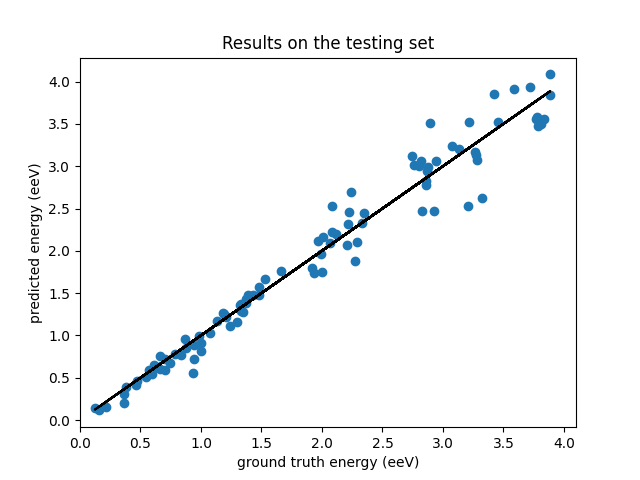 Results on the testing set
predicted energy (eeV)
4.0
3.5
3.0
2.5
2.0
1.5
1.0
0.5
0.0
0.0 0.5 1.0 1.5 2.0 2.5 3.0 3.5 4.0
ground truth energy (eeV)